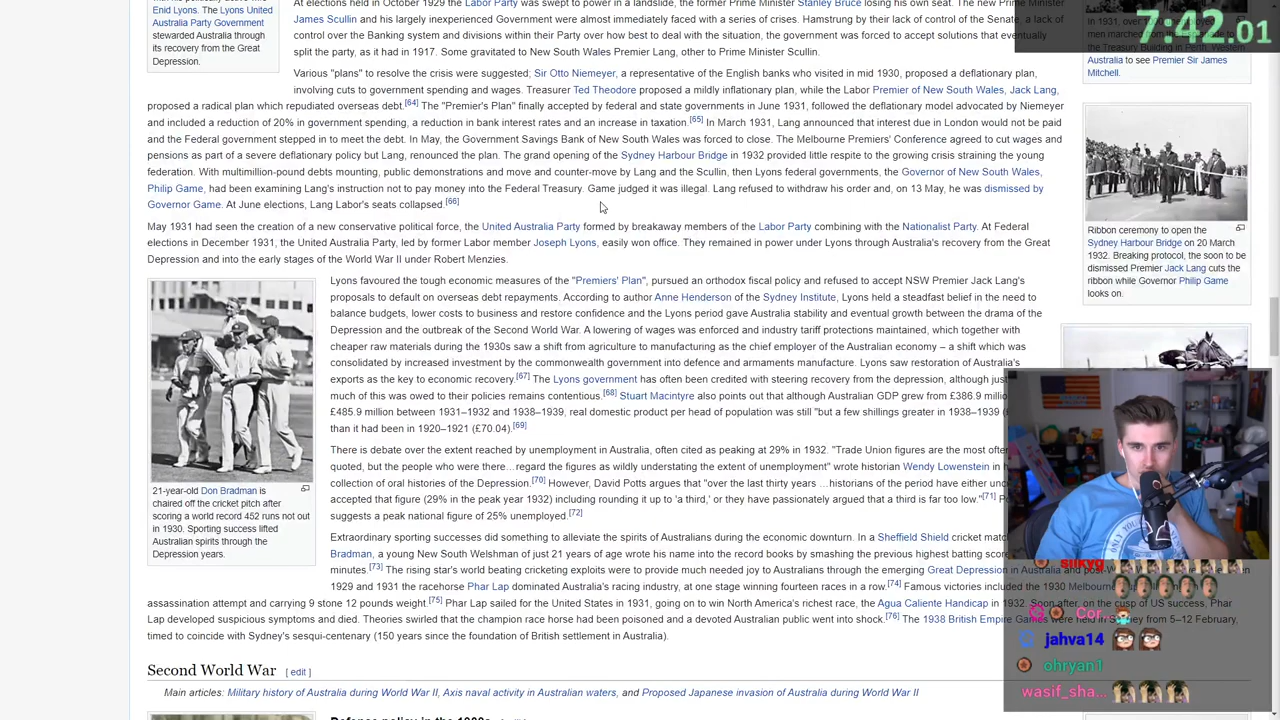 with his politically active wife
Enid Lyons. The Lyons United
Australia Party Government
stewarded Australia through
its recovery from the Great
Depression.
At elections held in October 1929 the Labor Party was swept to power in a landslide, the former Prime Minister Stanley Bruce losing his own seat. The new Prime Minister
James Scullin and his largely inexperienced Government were almost immediately faced with a series of crises. Hamstrung by their lack of control of the Senate, a lack of
control over the Banking system and divisions within their Party over how best to deal with the situation, the government was forced to accept solutions that eventually
split the party, as it had in 1917. Some gravitated to New South Wales Premier Lang, other to Prime Minister Scullin.
Various "plans" to resolve the crisis were suggested; Sir Otto Niemeyer, a representative of the English banks who visited in mid 1930, proposed a deflationary plan,
involving cuts to government spending and wages. Treasurer Ted Theodore proposed a mildly inflationary plan, while the Labor Premier of New South Wales, Jack Lang,
proposed a radical plan which repudiated overseas debt.[64] The "Premier's Plan" finally accepted by federal and state governments in June 1931, followed the deflationary model advocated by Niemeyer
and included a reduction of 20% in government spending, a reduction in bank interest rates and an increase in taxation.[65] In March 1931, Lang announced that interest due in London would not be paid
and the Federal government stepped in to meet the debt. In May, the Government Savings Bank of New South Wales was forced to close. The Melbourne Premiers' Conference agreed to cut wages and
pensions as part of a severe deflationary policy but Lang, renounced the plan. The grand opening of the Sydney Harbour Bridge in 1932 provided little respite to the growing crisis straining the young
federation. With multimillion-pound debts mounting, public demonstrations and move and counter-move by Lang and the Scullin, then Lyons federal governments, the Governor of New South Wales,
Philip Game, had been examining Lang's instruction not to pay money into the Federal Treasury. Game judged it was illegal. Lang refused to withdraw his order and, on 13 May, he was dismissed by
Governor Game. At June elections, Lang Labor's seats collapsed.[66]
May 1931 had seen the creation of a new conservative political force, the United Australia Party formed by breakaway members of the Labor Party combining with the Nationalist Party. At Federal
elections in December 1931, the United Australia Party, led by former Labor member Joseph Lyons, easily won office. They remained in power under Lyons through Australia's recovery from the Great
Depression and into the early stages of the World War II under Robert Menzies.
Lyons favoured the tough economic measures of the "Premiers' Plan", pursued an orthodox fiscal policy and refused to accept NSW Premier Jack Lang's
proposals to default on overseas debt repayments. According to author Anne Henderson of the Sydney Institute, Lyons held a steadfast belief in the need to
balance budgets, lower costs to business and restore confidence and the Lyons period gave Australia stability and eventual growth between the drama of the
Depression and the outbreak of the Second World War. A lowering of wages was enforced and industry tariff protections maintained, which together with
cheaper raw materials during the 1930s saw a shift from agriculture to manufacturing as the chief employer of the Australian economy – a shift which was
consolidated by increased investment by the commonwealth government into defence and armaments manufacture. Lyons saw restoration of Australia's
exports as the key to economic recovery.[67] The Lyons government has often been credited with steering recovery from the depression, although just
much of this was owed to their policies remains contentious.[68] Stuart Macintyre also points out that although Australian GDP grew from £386.9 millio
£485.9 million between 1931–1932 and 1938–1939, real domestic product per head of population was still "but a few shillings greater in 1938–1939 (
than it had been in 1920–1921 (£70.04).[69]
There is debate over the extent reached by unemployment in Australia, often cited as peaking at 29% in 1932. "Trade Union figures are the most ofter
quoted, but the people who were there…regard the figures as wildly understating the extent of unemployment" wrote historian Wendy Lowenstein in h
collection of oral histories of the Depression.[70] However, David Potts argues that "over the last thirty years …historians of the period have either unc
accepted that figure (29% in the peak year 1932) including rounding it up to 'a third,' or they have passionately argued that a third is far too low."[71] P
suggests a peak national figure of 25% unemployed.[72]
Extraordinary sporting successes did something to alleviate the spirits of Australians during the economic downturn. In a Sheffield Shield cricket matc
Bradman, a young New South Welshman of just 21 years of age wrote his name into the record books by smashing the previous highest batting score
minutes.[73] The rising star's world beating cricketing exploits were to provide much needed joy to Australians through the emerging Great Depression in Australia and post-W
1929 and 1931 the racehorse Phar Lap dominated Australia's racing industry, at one stage winning fourteen races in a row.[74] Famous victories included the 1930 Melbourne
assassination attempt and carrying 9 stone 12 pounds weight.[75] Phar Lap sailed for the United States in 1931, going on to win North America's richest race, the Agua Caliente Handicap in 1932. Soon after, on the cusp of US success, Phar
Lap developed suspicious symptoms and died. Theories swirled that the champion race horse had been poisoned and a devoted Australian public went into shock.[76] The 1938 British Empire Games were held in Sydney from 5–12 February,
timed to coincide with Sydney's sesqui-centenary (150 years since the foundation of British settlement in Australia).
21-year-old Don Bradman is
chaired off the cricket pitch after
scoring a world record 452 runs not out
in 1930. Sporting success lifted
Australian spirits through the
Depression years.
Second World War [ edit ]
Main articles: Military history of Australia during World War II, Axis naval activity in Australian waters, and Proposed Japanese invasion of Australia during World War II
7:42.01
In 1931, over
men marched
the Treasury Building in Perth, Western
Australia to see Premier Sir James
Mitchell.
Ribbon ceremony to open the
Sydney Harbour Bridge on 20 March
1932. Breaking protocol, the soon to be
dismissed Premier Jack Lang cuts the
ribbon while Governor Philip Game
looks on.
silkyg
Cor
jahva14
ohryan1
wasif_sha...